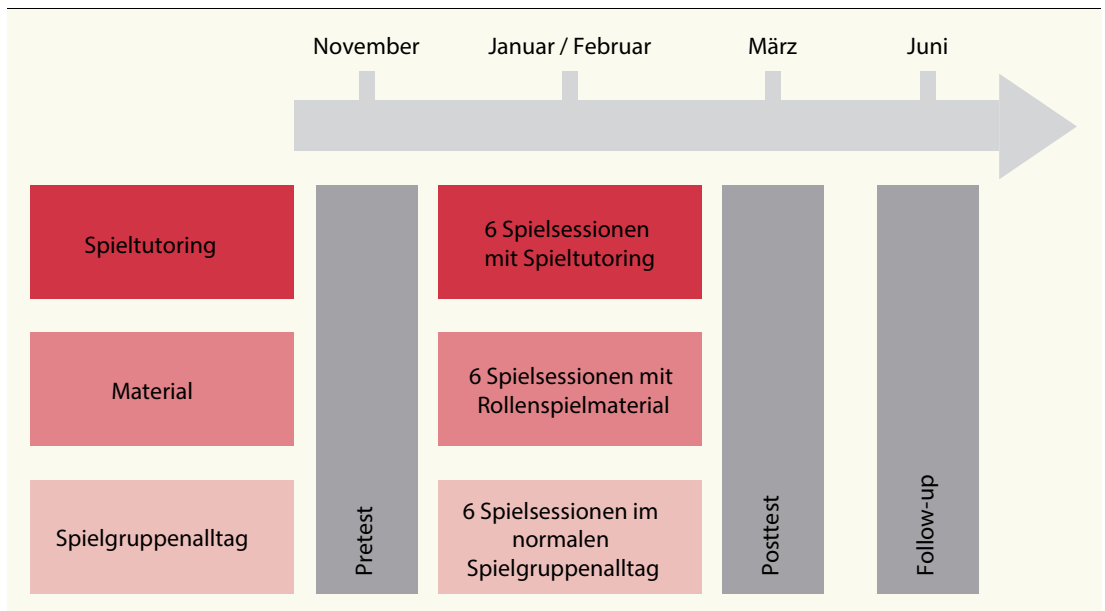 November
Januar / Februar
März
Juni
Spieltutoring
Pretest
6 Spielsessionen
mit Spieltutoring
Posttest
Follow-up
Material
6 Spielsessionen mit
Rollenspielmaterial
Spielgruppenalltag
6 Spielsessionen im
normalen
Spielgruppenalltag